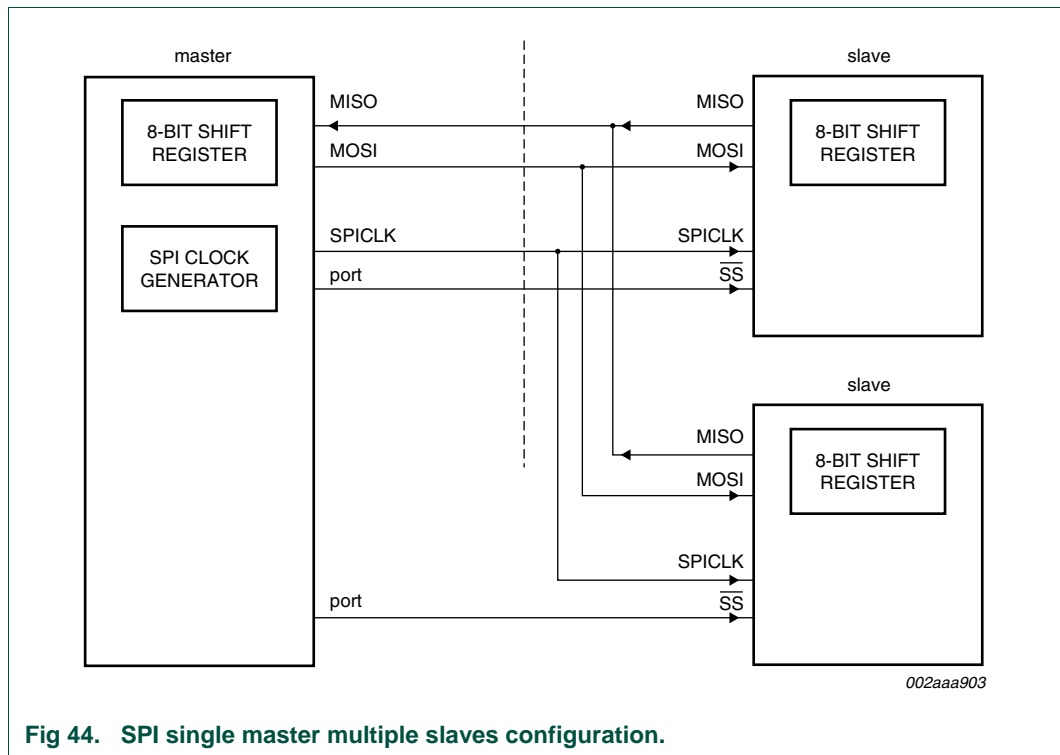 master
slave
8-BIT SHIFT
REGISTER
MISO
MISO
8-BIT SHIFT
REGISTER
MOSI
MOSI
SPI CLOCK
GENERATOR
SPICLK
SPICLK
port
SS
slave
MISO
8-BIT SHIFT
REGISTER
MOSI
SPICLK
port
SS
002aaa903
Fig 44. SPI single master multiple slaves configuration.